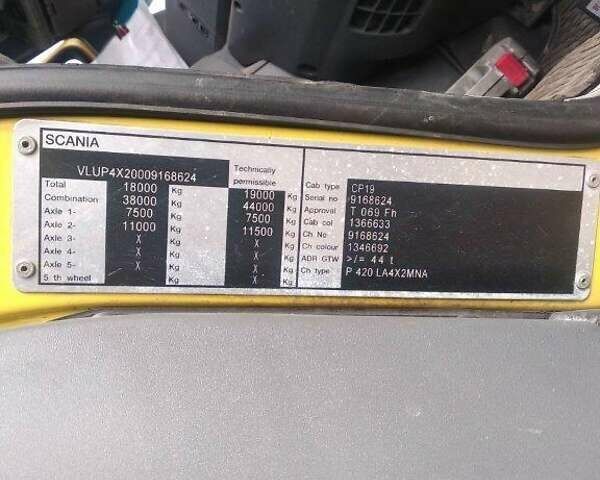 SCANIA
VLUP4X20009168624
Technically
permissible
Total 18000 Kg 19000 Kg
Combination 38000 Kg 44000 Kg
Axle 1- 7500 Kg 7500 Kg
Axle 2- 11000 Kg 11500 Kg
Axle 3- X Kg X Kg
Axle 4- X Kg X Kg
Axle 5- X Kg X Kg
5 th wheel Kg Kg
Cab type CP19
Serial no 9168624
Approval T 069 Fh
Cab col 1366633
Ch No 9168624
Ch colour 1346692
ADR GTW >/= 44 t
Ch type P 420 LA4X2MNA